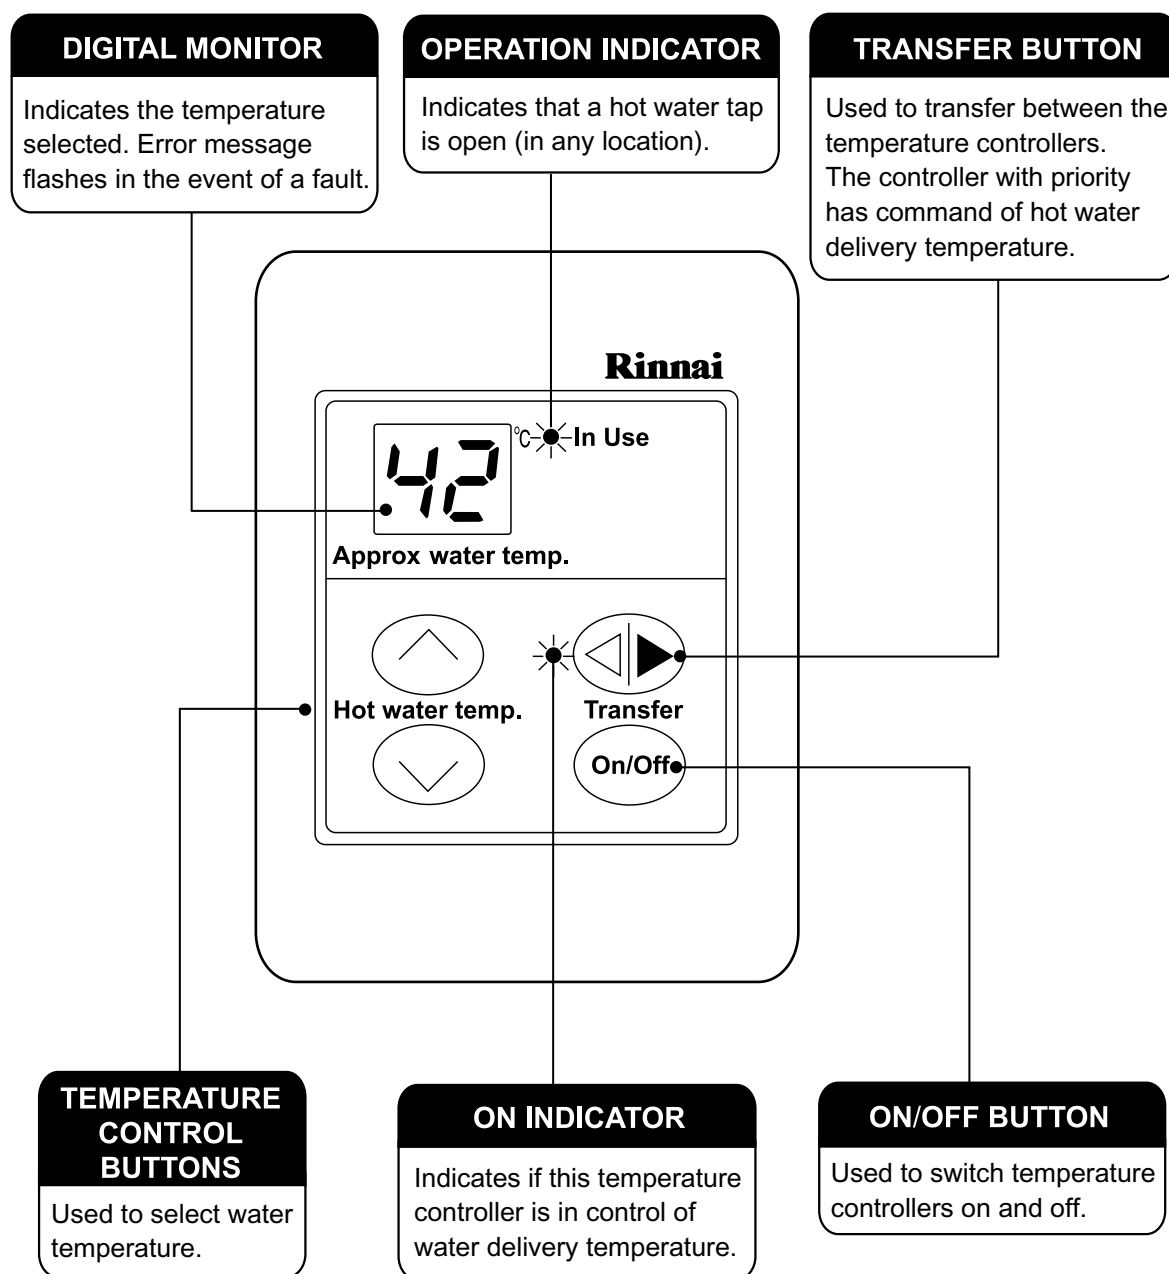 DIGITAL MONITOR
Indicates the temperature
selected. Error message
flashes in the event of a fault.
OPERATION INDICATOR
Indicates that a hot water tap
is open (in any location).
TRANSFER BUTTON
Used to transfer between the
temperature controllers.
The controller with priority
has command of hot water
delivery temperature.
Rinnai
42 °C In Use
Approx water temp.
Hot water temp.
Transfer
On/Off
TEMPERATURE
CONTROL
BUTTONS
Used to select water
temperature.
ON INDICATOR
Indicates if this temperature
controller is in control of
water delivery temperature.
ON/OFF BUTTON
Used to switch temperature
controllers on and off.